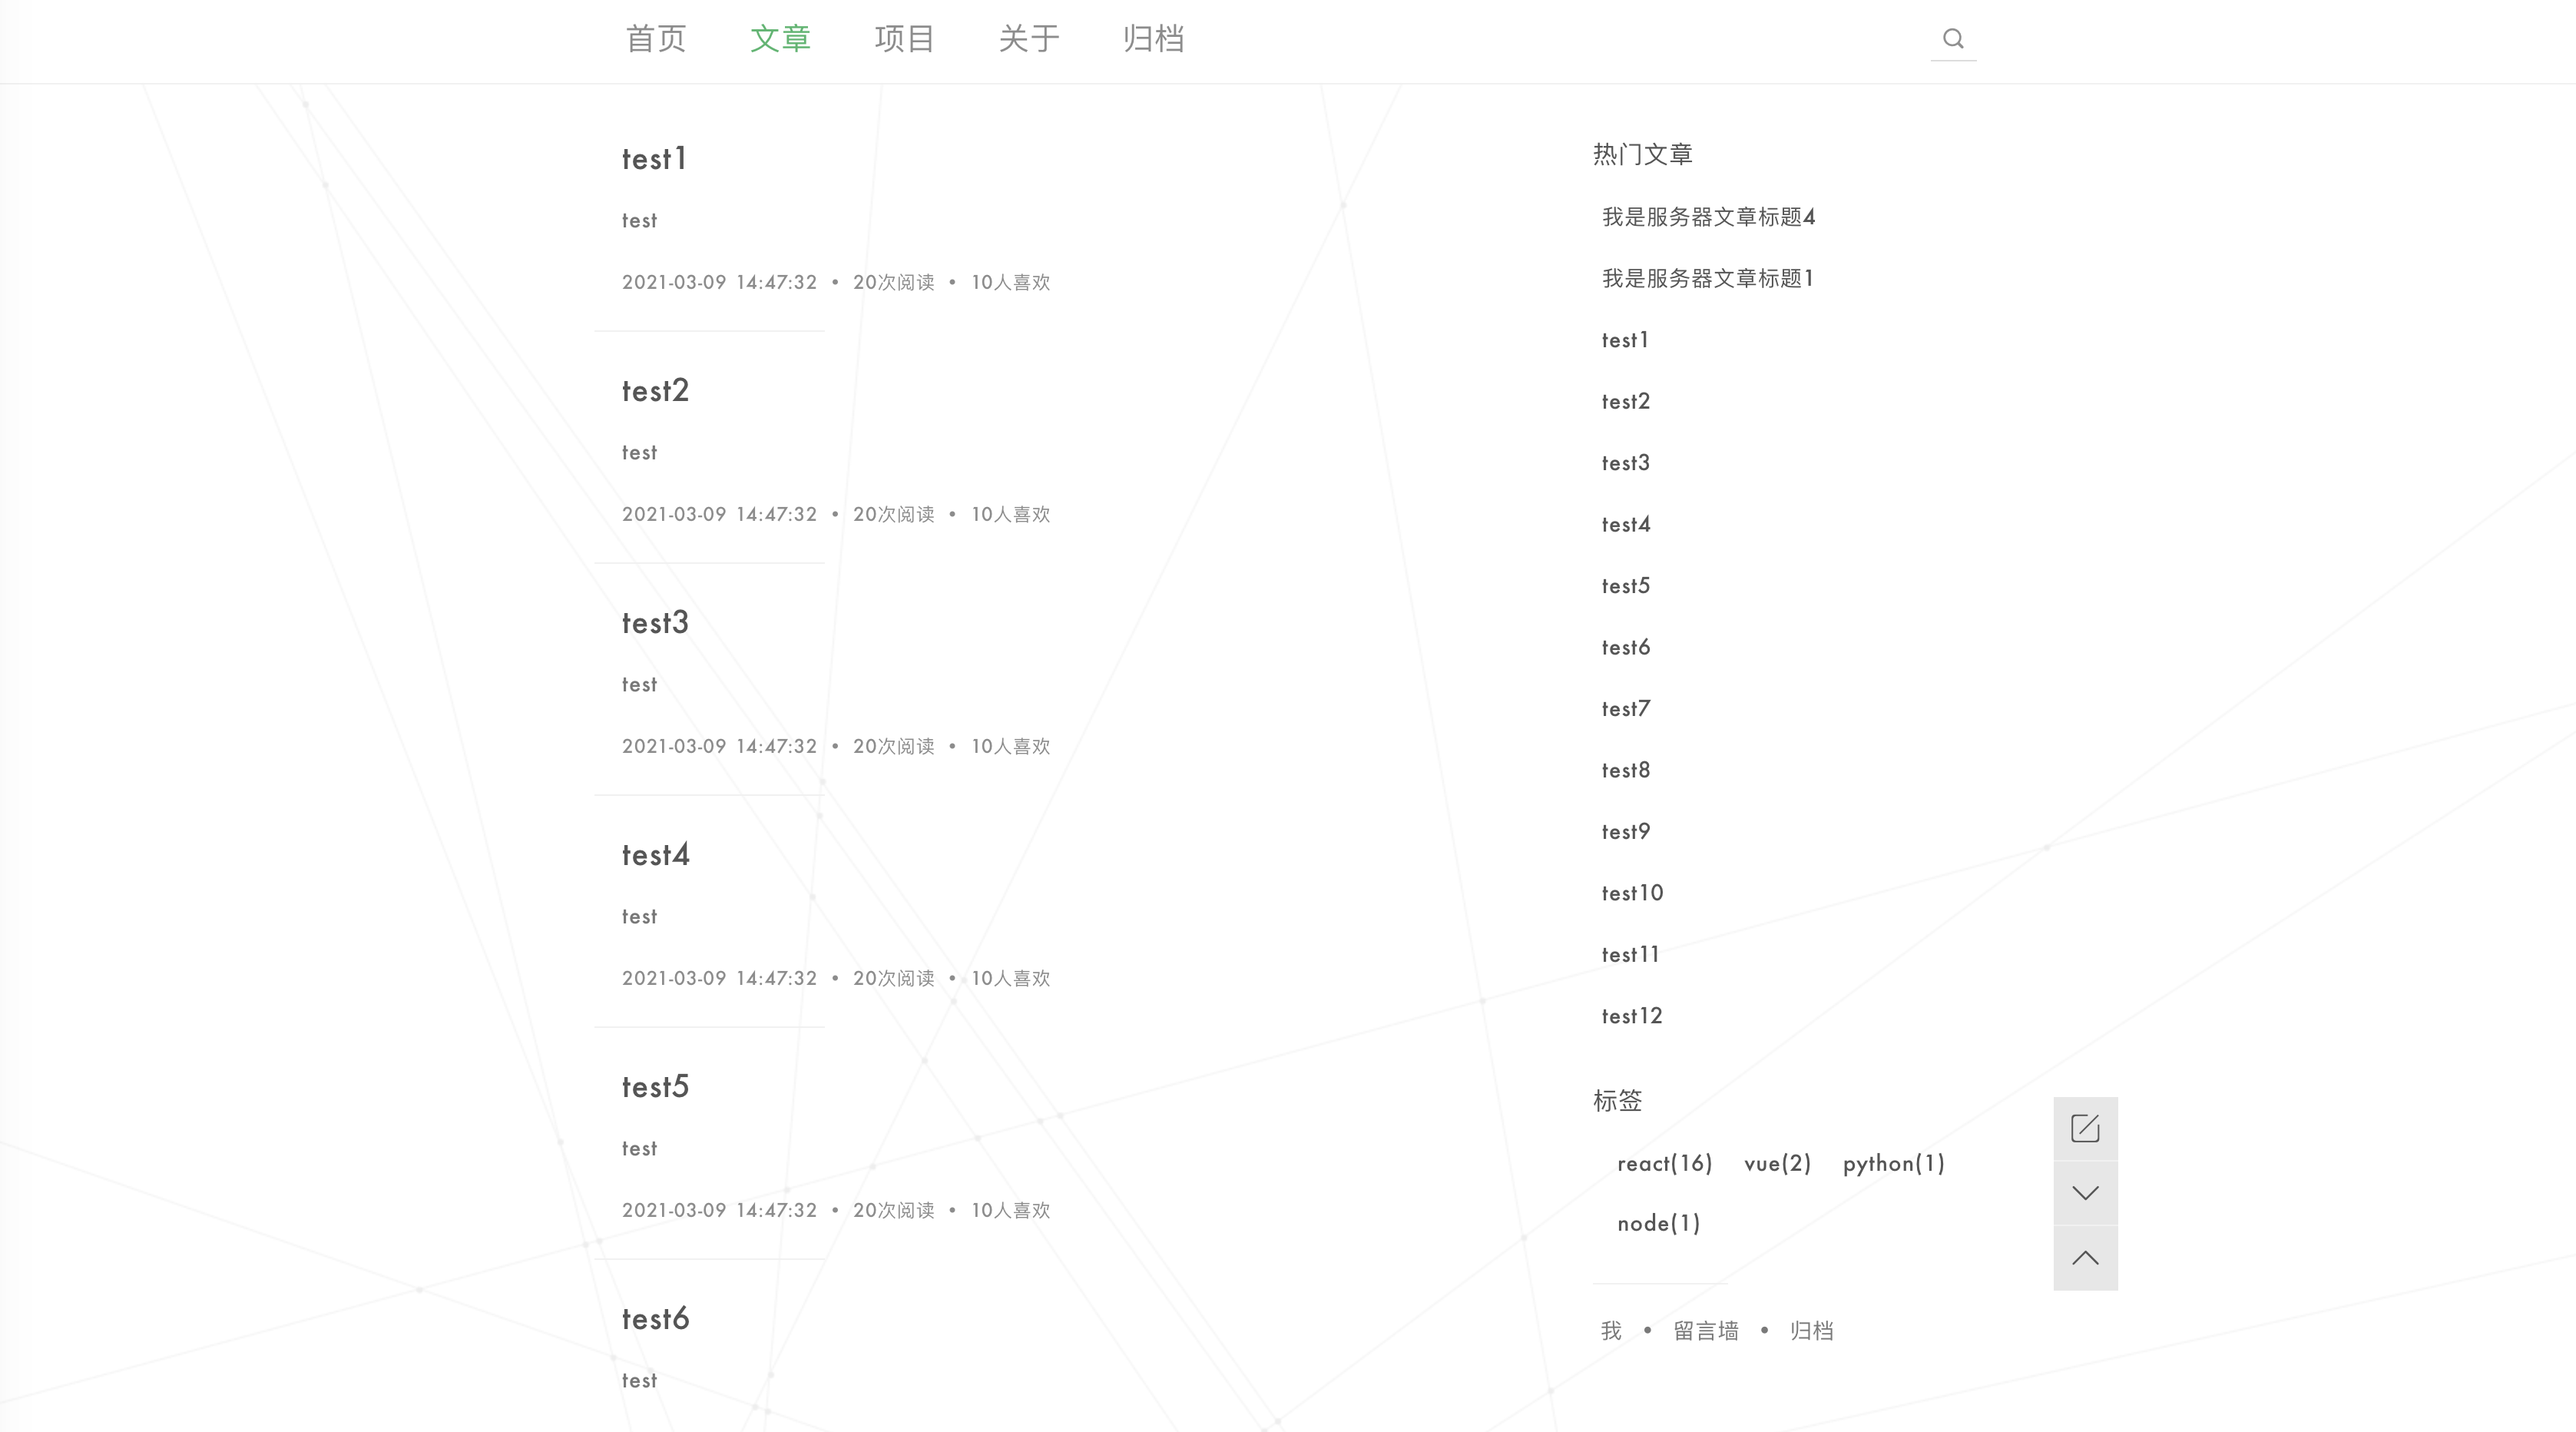 首页 文章 项目 关于 归档
test1
test
2021-03-09 14:47:32 • 20次阅读 • 10人喜欢
test2
test
2021-03-09 14:47:32 • 20次阅读 • 10人喜欢
test3
test
2021-03-09 14:47:32 • 20次阅读 • 10人喜欢
test4
test
2021-03-09 14:47:32 • 20次阅读 • 10人喜欢
test5
test
2021-03-09 14:47:32 • 20次阅读 • 10人喜欢
test6
test
热门文章
我是服务器文章标题4
我是服务器文章标题1
test1
test2
test3
test4
test5
test6
test7
test8
test9
test10
test11
test12
标签
react(16) vue(2) python(1)
node(1)
我 • 留言墙 • 归档